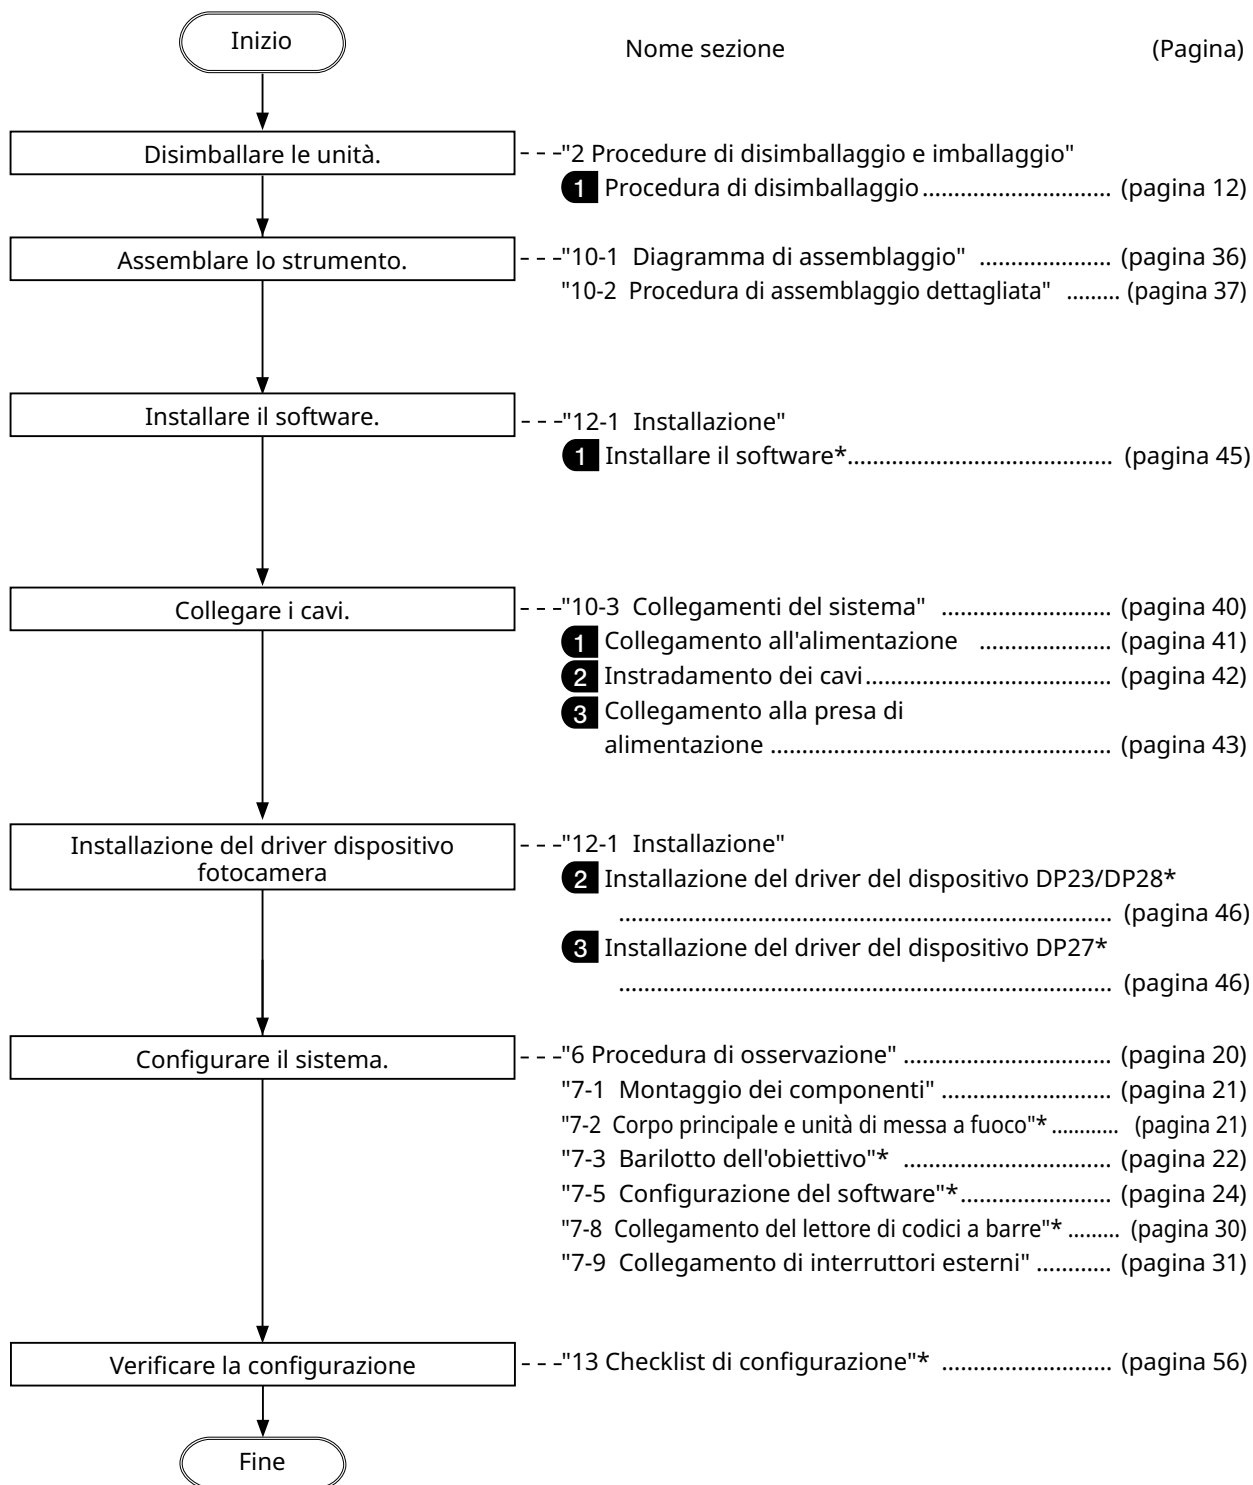 Inizio
Nome sezione (Pagina)
Disimballare le unità.
"2 Procedure di disimballaggio e imballaggio"
1 Procedura di disimballaggio .............................. (pagina 12)
Assemblare lo strumento.
"10-1 Diagramma di assemblaggio" ..................... (pagina 36)
"10-2 Procedura di assemblaggio dettagliata" ......... (pagina 37)
Installare il software.
"12-1 Installazione"
1 Installare il software* .......................................... (pagina 45)
Collegare i cavi.
"10-3 Collegamenti del sistema" ........................... (pagina 40)
1 Collegamento all'alimentazione ..................... (pagina 41)
2 Instradamento dei cavi ....................................... (pagina 42)
3 Collegamento alla presa di
alimentazione ...................................................... (pagina 43)
Installazione del driver dispositivo
fotocamera
"12-1 Installazione"
2 Installazione del driver del dispositivo DP23/DP28*
.............................................................................. (pagina 46)
3 Installazione del driver del dispositivo DP27*
.............................................................................. (pagina 46)
Configurare il sistema.
"6 Procedura di osservazione" ................................. (pagina 20)
"7-1 Montaggio dei componenti" ........................... (pagina 21)
"7-2 Corpo principale e unità di messa a fuoco"* ............ (pagina 21)
"7-3 Barilotto dell'obiettivo"* ................................. (pagina 22)
"7-5 Configurazione del software"* ........................ (pagina 24)
"7-8 Collegamento del lettore di codici a barre"* ......... (pagina 30)
"7-9 Collegamento di interruttori esterni" ............ (pagina 31)
Verificare la configurazione
"13 Checklist di configurazione"* ........................... (pagina 56)
Fine